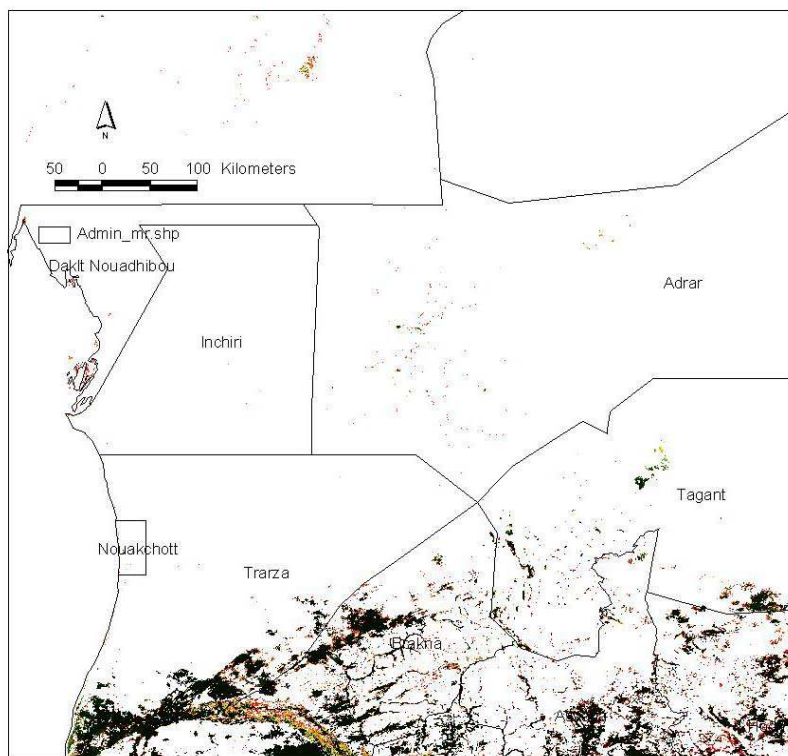 N
50 0 50 100 Kilometers
Admin_mr.shp
Daklt Nouadhibou
Adrar
Inchiri
Tagant
Nouakchott
Trarza
Brakna